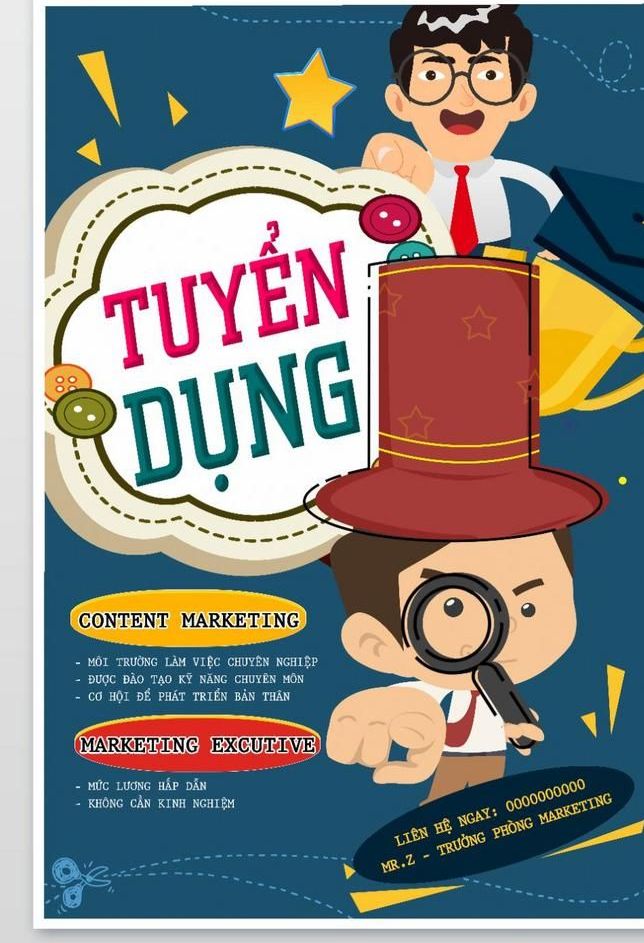 TUYỂN
DỤNG
CONTENT MARKETING
- MÔI TRƯỜNG LÀM VIỆC CHUYÊN NGHIỆP
- ĐƯỢC ĐÀO TẠO KỸ NĂNG CHUYÊN MÔN
- CƠ HỘI ĐỂ PHÁT TRIỂN BẢN THÂN
MARKETING EXCUTIVE
- MỨC LƯƠNG HẤP DẪN
- KHÔNG CẦN KINH NGHIỆM
LIÊN HỆ NGAY: 0000000000
MR.Z - TRƯỞNG PHÒNG MARKETING